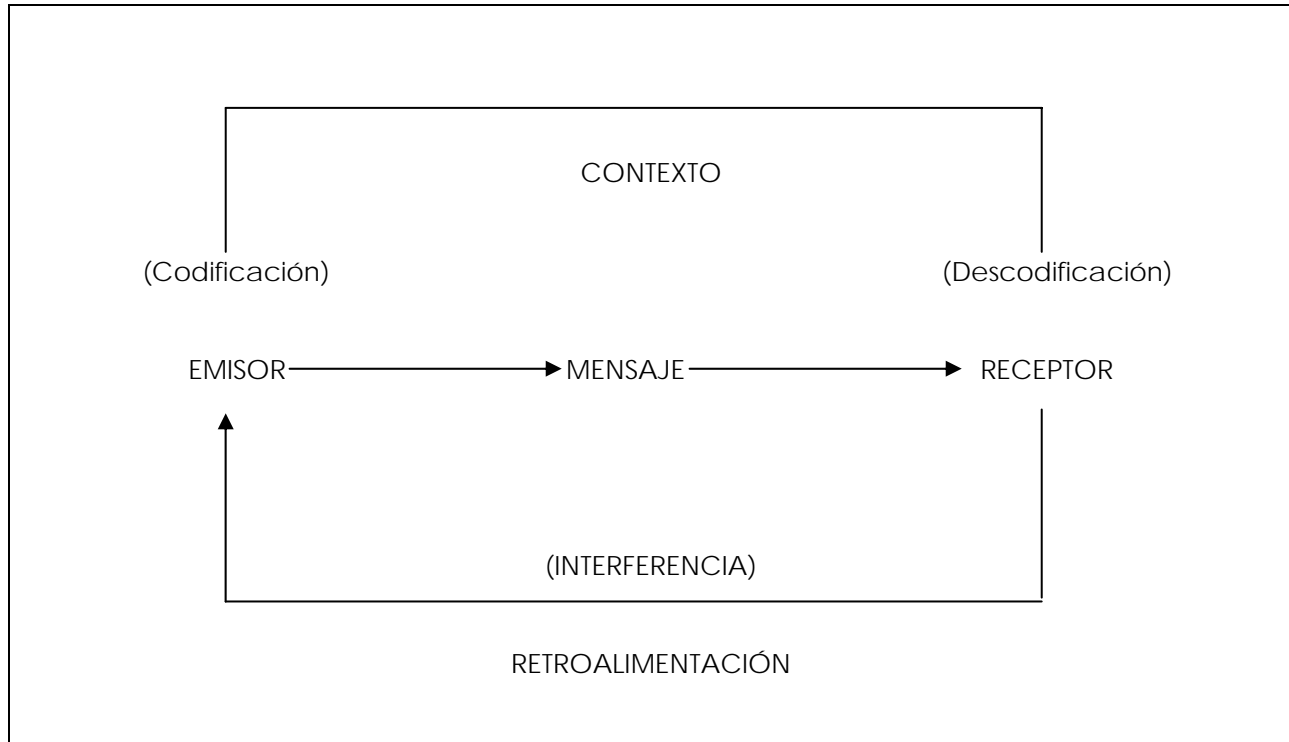 CONTEXTO
(Codificación) (Descodificación)
EMISOR MENSAJE RECEPTOR
(INTERFERENCIA)
RETROALIMENTACIÓN